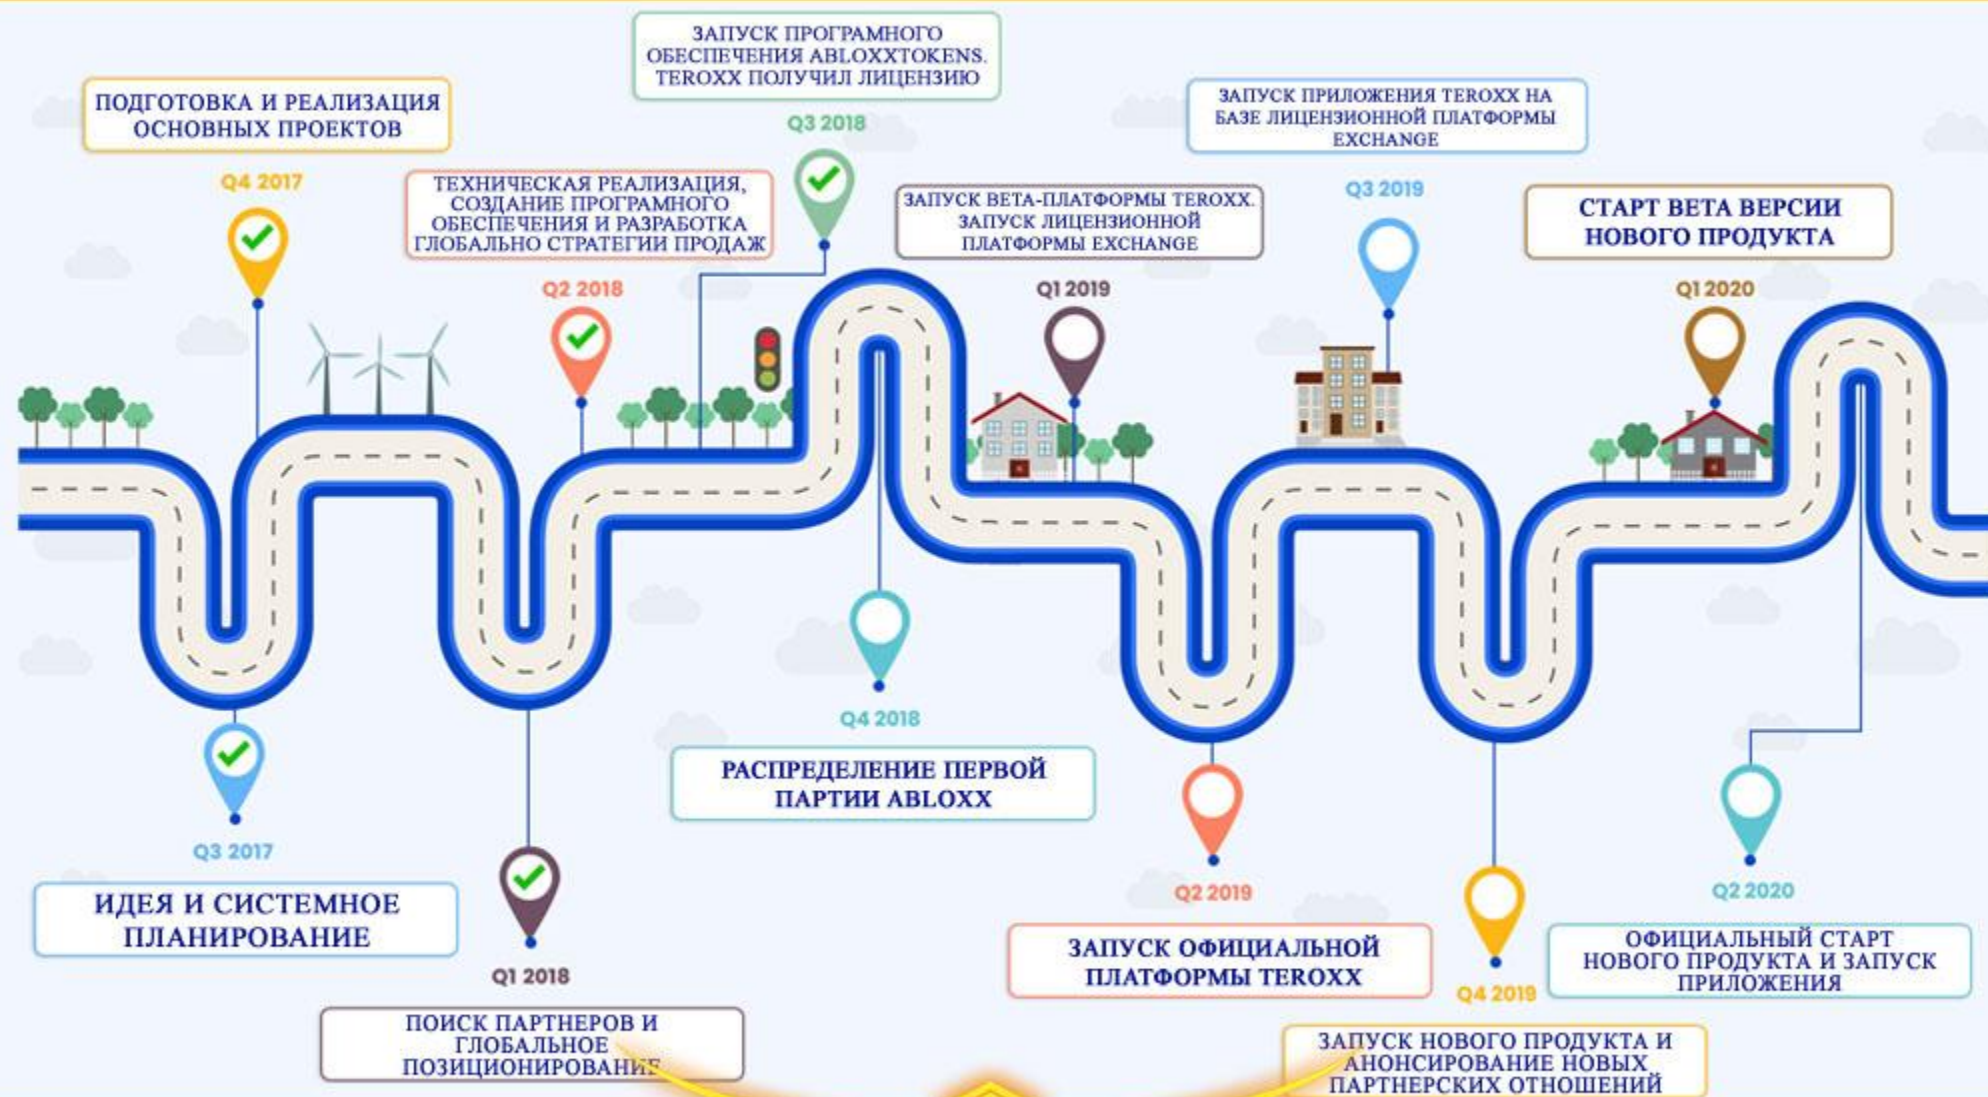 ЗАПУСК ПРОГРАМНОГО
ОБЕСПЕЧЕНИЯ ABLOXXTOKENS.
TEROXX ПОЛУЧИЛ ЛИЦЕНЗИЮ
Q3 2018
ПОДГОТОВКА И РЕАЛИЗАЦИЯ
ОСНОВНЫХ ПРОЕКТОВ
Q4 2017
ТЕХНИЧЕСКАЯ РЕАЛИЗАЦИЯ,
СОЗДАНИЕ ПРОГРАМНОГО
ОБЕСПЕЧЕНИЯ И РАЗРАБОТКА
ГЛОБАЛЬНО СТРАТЕГИИ ПРОДАЖ
Q2 2018
ЗАПУСК ВЕТА-ПЛАТФОРМЫ TEROXX.
ЗАПУСК ЛИЦЕНЗИОННОЙ
ПЛАТФОРМЫ EXCHANGE
Q1 2019
ЗАПУСК ПРИЛОЖЕНИЯ TEROXX НА
БАЗЕ ЛИЦЕНЗИОННОЙ ПЛАТФОРМЫ
EXCHANGE
Q3 2019
СТАРТ ВЕТА ВЕРСИИ
НОВОГО ПРОДУКТА
Q1 2020
Q3 2017
ИДЕЯ И СИСТЕМНОЕ
ПЛАНИРОВАНИЕ
Q1 2018
ПОИСК ПАРТНЕРОВ И
ГЛОБАЛЬНОЕ
ПОЗИЦИОНИРОВАНИЕ
Q4 2018
РАСПРЕДЕЛЕНИЕ ПЕРВОЙ
ПАРТИИ ABLOXX
Q2 2019
ЗАПУСК ОФИЦИАЛЬНОЙ
ПЛАТФОРМЫ TEROXX
Q4 2019
ЗАПУСК НОВОГО ПРОДУКТА И
АНОНСИРОВАНИЕ НОВЫХ
ПАРТНЕРСКИХ ОТНОШЕНИЙ
Q2 2020
ОФИЦИАЛЬНЫЙ СТАРТ
НОВОГО ПРОДУКТА И ЗАПУСК
ПРИЛОЖЕНИЯ